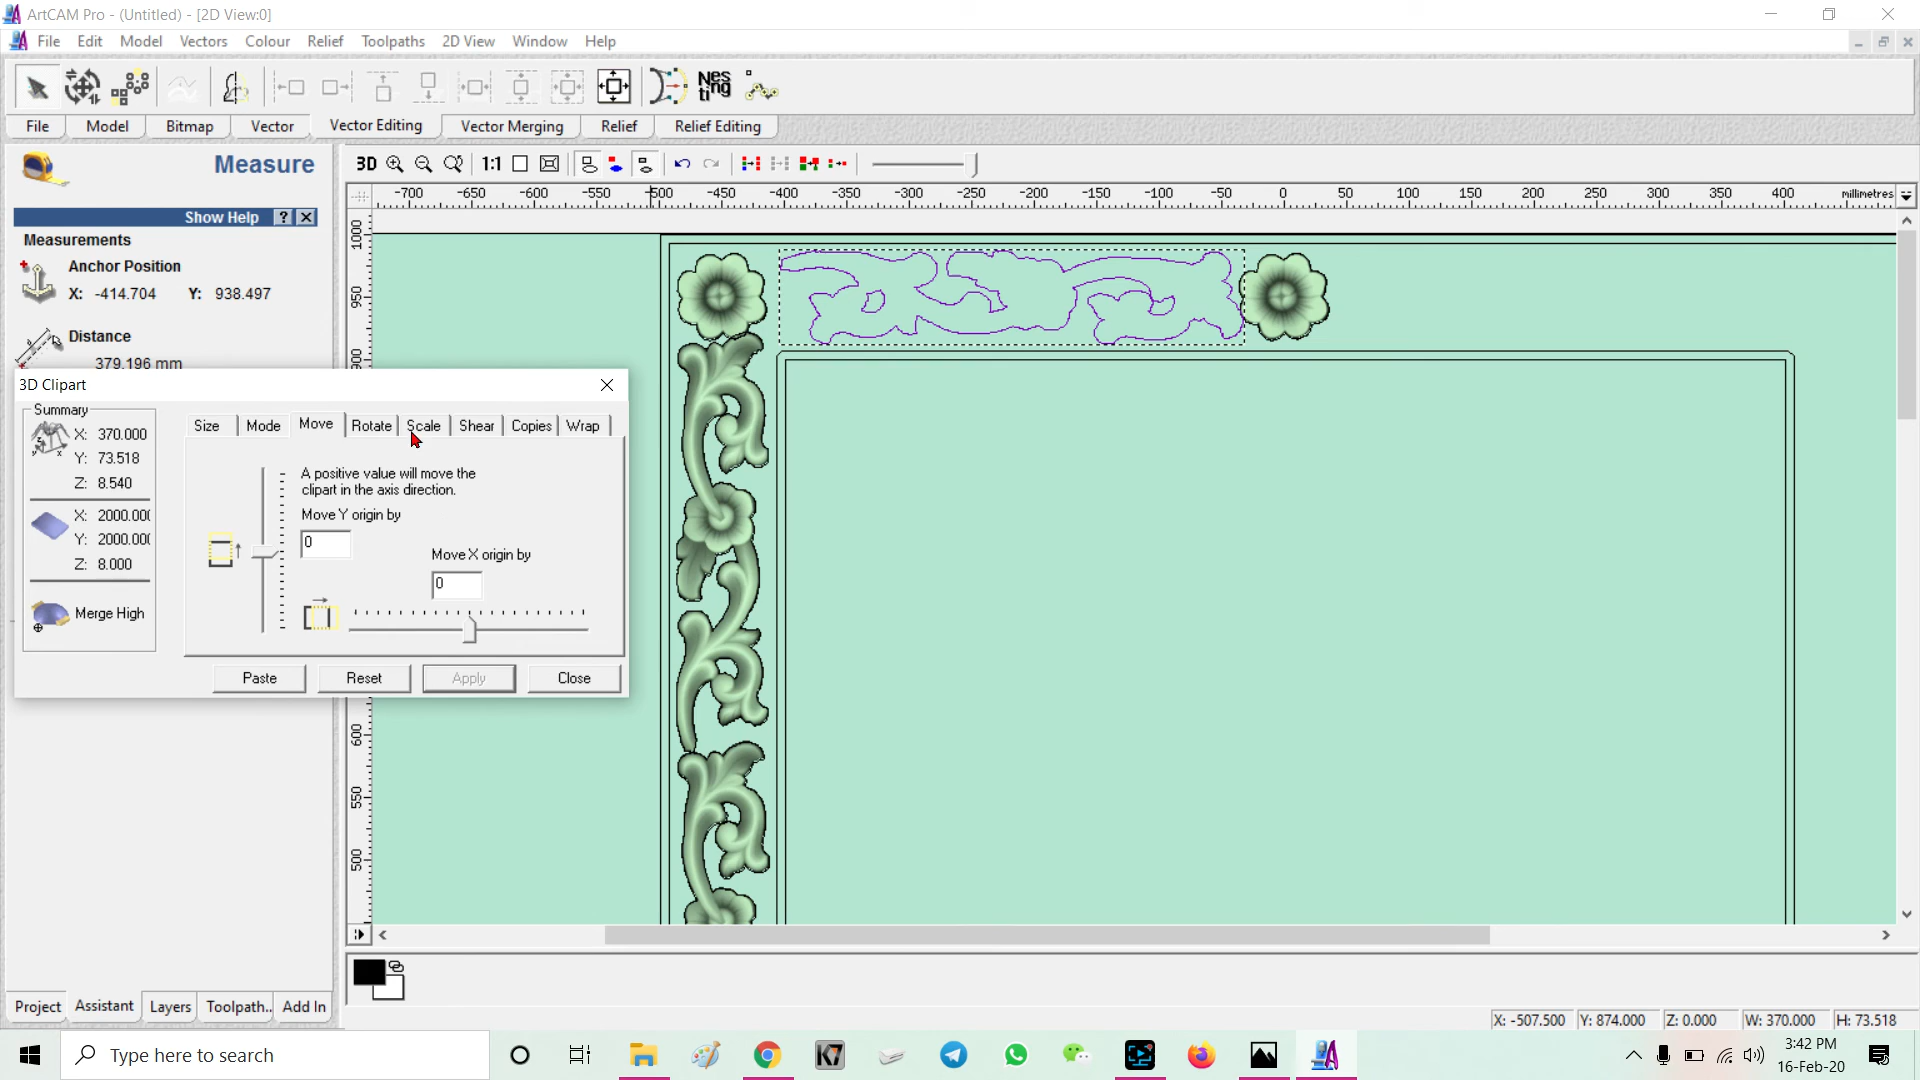 ArtCAM Pro - (Untitled) - [2D View:0]
File Edit Model Vectors Colour Relief Toolpaths 2D View Window Help
Nes
ti
File Model Bitmap Vector Vector Editing Vector Merging Relief Relief Editing
Measure
3D 1:1
-700 -650 -600 -550 -500 -450 -400 -350 -300 -250 -200 -150 -100 -50 0 50 100 150 200 250 300 350 400 millimetres
Show Help ? X
Measurements
Anchor Position
X: -414.704 Y: 938.497
Distance
379.196 mm
1000
950
900
600
550
500
3D Clipart
Summary
X: 370.000
Y: 73.518
Z: 8.540
X: 2000.00
Y: 2000.00
Z: 8.000
Merge High
Size Mode Move Rotate Scale Shear Copies Wrap
A positive value will move the
clipart in the axis direction.
Move Y origin by
0
Move X origin by
0
Paste Reset Apply Close
Project Assistant Layers Toolpath.. Add In
X: -507.500 Y: 874.000 Z: 0.000 W: 370.000 H: 73.518
Type here to search
K7
3:42 PM
16-Feb-20